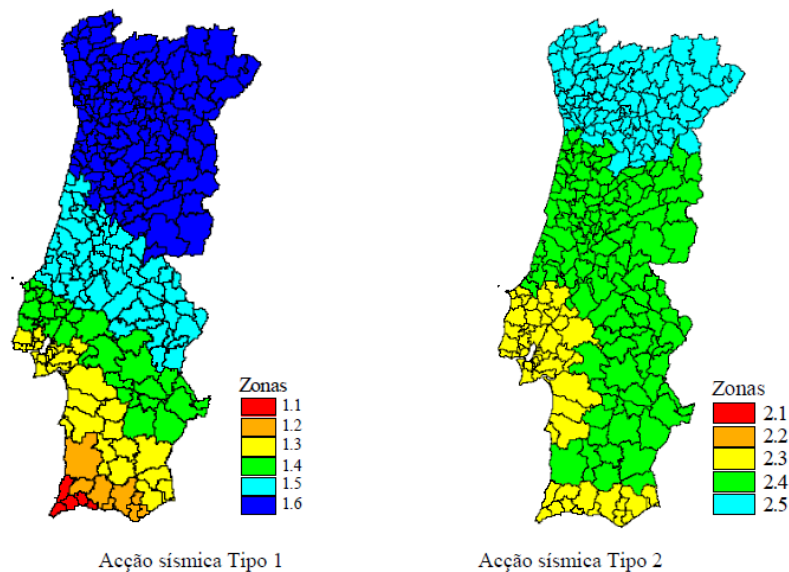 Zonas
1.1
1.2
1.3
1.4
1.5
1.6
Acção sísmica Tipo 1
Zonas
2.1
2.2
2.3
2.4
2.5
Acção sísmica Tipo 2